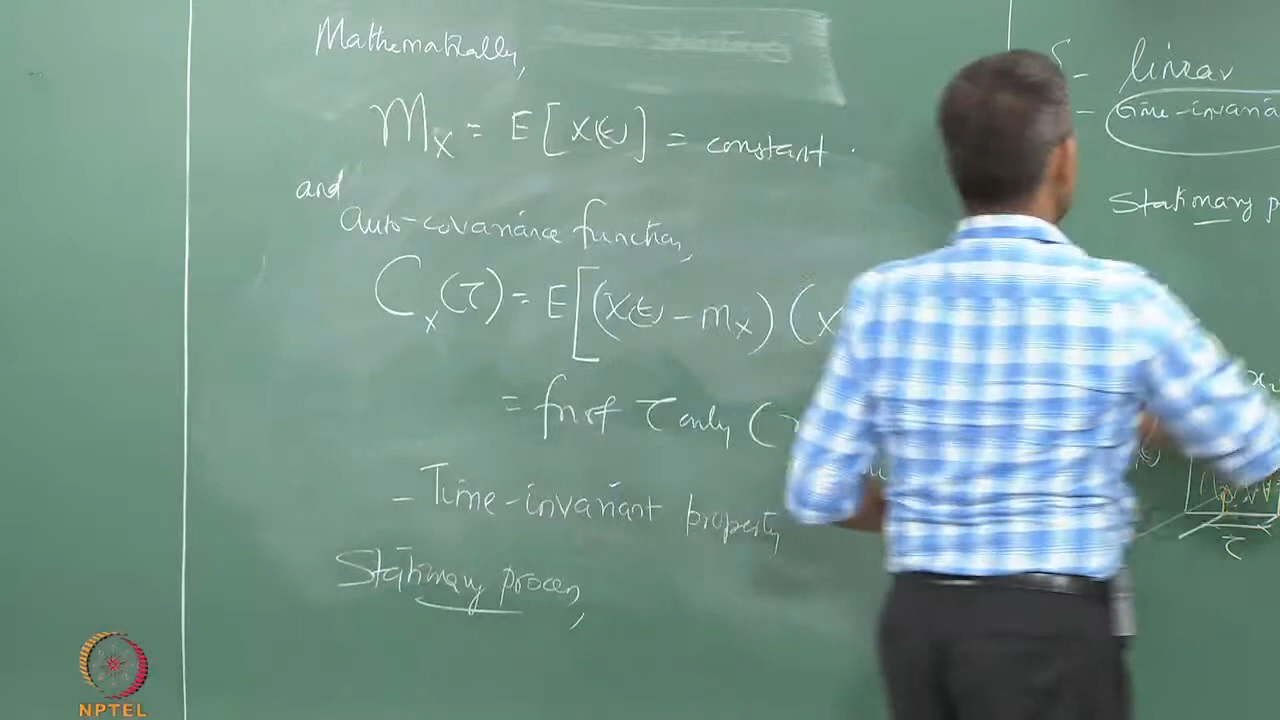 Mathematically,
m_x = E[X(t)] = constant.
and
auto-covariance function,
C_x(τ) = E[(X(t) - m_x)(X
= fn of τ only (
- Time-invariant property
Stationary process,
- linear
- time-invaria
Stationary p
x
τ
NPTEL